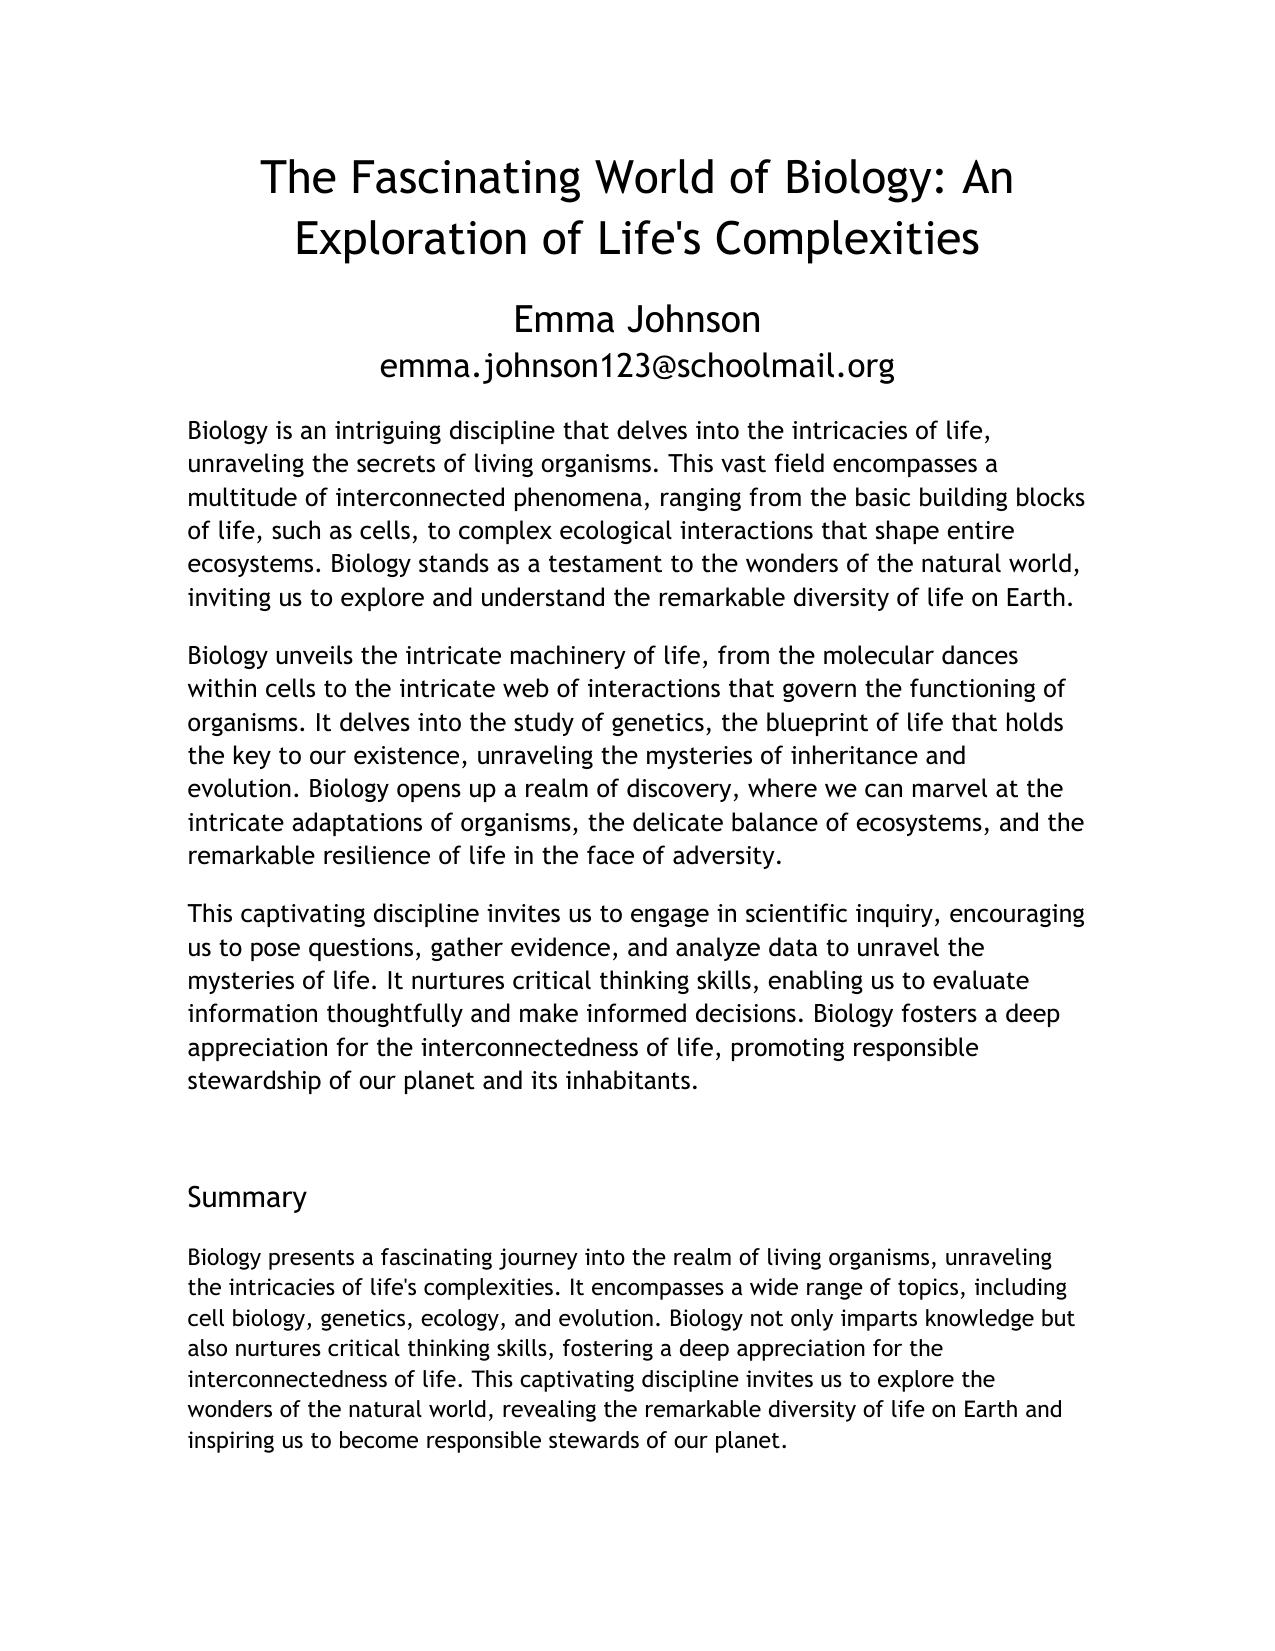 The Fascinating World of Biology: An
Exploration of Life's Complexities
Emma Johnson
emma.johnson123@schoolmail.org
Biology is an intriguing discipline that delves into the intricacies of life,
unraveling the secrets of living organisms. This vast field encompasses a
multitude of interconnected phenomena, ranging from the basic building blocks
of life, such as cells, to complex ecological interactions that shape entire
ecosystems. Biology stands as a testament to the wonders of the natural world,
inviting us to explore and understand the remarkable diversity of life on Earth.
Biology unveils the intricate machinery of life, from the molecular dances
within cells to the intricate web of interactions that govern the functioning of
organisms. It delves into the study of genetics, the blueprint of life that holds
the key to our existence, unraveling the mysteries of inheritance and
evolution. Biology opens up a realm of discovery, where we can marvel at the
intricate adaptations of organisms, the delicate balance of ecosystems, and the
remarkable resilience of life in the face of adversity.
This captivating discipline invites us to engage in scientific inquiry, encouraging
us to pose questions, gather evidence, and analyze data to unravel the
mysteries of life. It nurtures critical thinking skills, enabling us to evaluate
information thoughtfully and make informed decisions. Biology fosters a deep
appreciation for the interconnectedness of life, promoting responsible
stewardship of our planet and its inhabitants.
Summary
Biology presents a fascinating journey into the realm of living organisms, unraveling
the intricacies of life's complexities. It encompasses a wide range of topics, including
cell biology, genetics, ecology, and evolution. Biology not only imparts knowledge but
also nurtures critical thinking skills, fostering a deep appreciation for the
interconnectedness of life. This captivating discipline invites us to explore the
wonders of the natural world, revealing the remarkable diversity of life on Earth and
inspiring us to become responsible stewards of our planet.